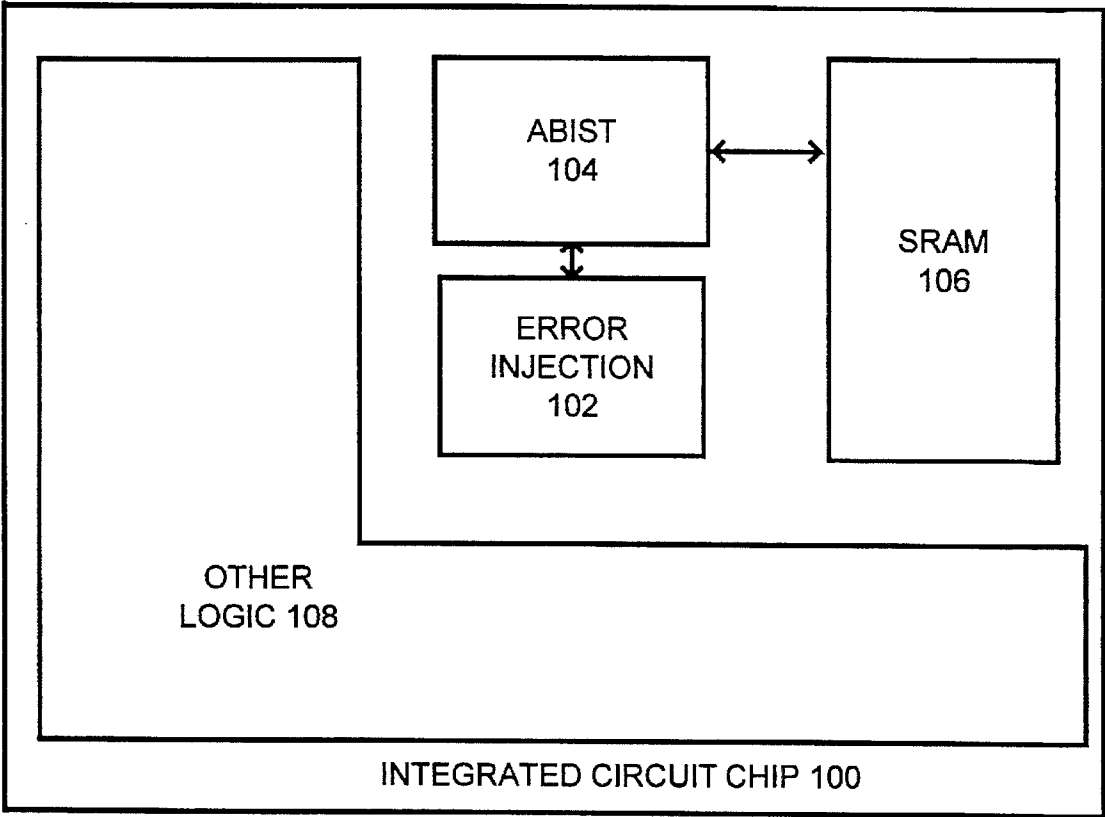 ABIST
104
SRAM
106
ERROR
INJECTION
102
OTHER
LOGIC 108
INTEGRATED CIRCUIT CHIP 100